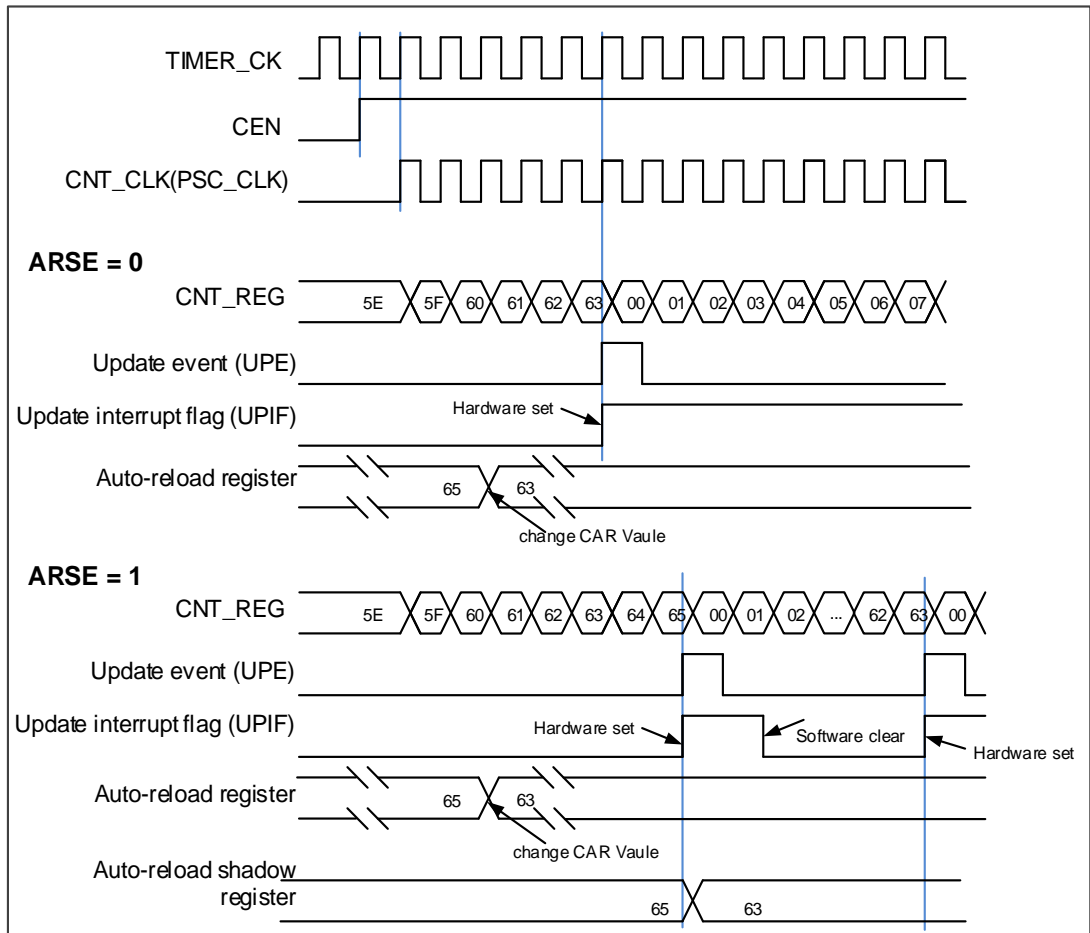 TIMER_CK
CEN
CNT_CLK(PSC_CLK)
ARSE = 0
CNT_REG 5E 5F 60 61 62 63 00 01 02 03 04 05 06 07
Update event (UPE)
Update interrupt flag (UPIF) Hardware set
Auto-reload register 65 63
change CAR Vaule
ARSE = 1
CNT_REG 5E 5F 60 61 62 63 64 65 00 01 02 ... 62 63 00
Update event (UPE)
Update interrupt flag (UPIF) Hardware set Software clear Hardware set
Auto-reload register 65 63
change CAR Vaule
Auto-reload shadow
register 65 63